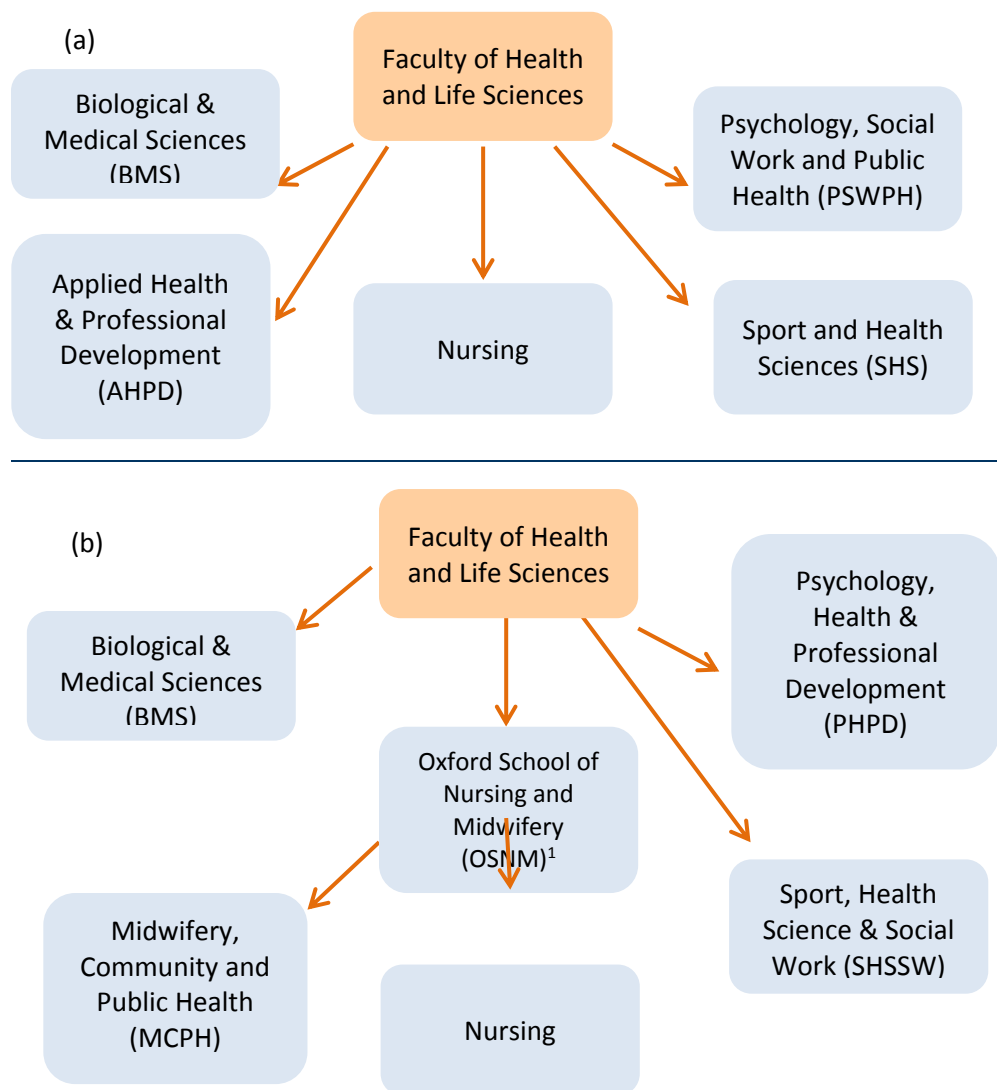 (a)
Faculty of Health
and Life Sciences
Biological &
Medical Sciences
(BMS)
Psychology, Social
Work and Public
Health (PSWPH)
Applied Health
& Professional
Development
(AHPD)
Nursing
Sport and Health
Sciences (SHS)
(b)
Faculty of Health
and Life Sciences
Psychology,
Health &
Professional
Development
(PHPD)
Biological &
Medical Sciences
(BMS)
Oxford School of
Nursing and
Midwifery
(OSNM)¹
Midwifery,
Community and
Public Health
(MCPH)
Nursing
Sport, Health
Science & Social
Work (SHSSW)